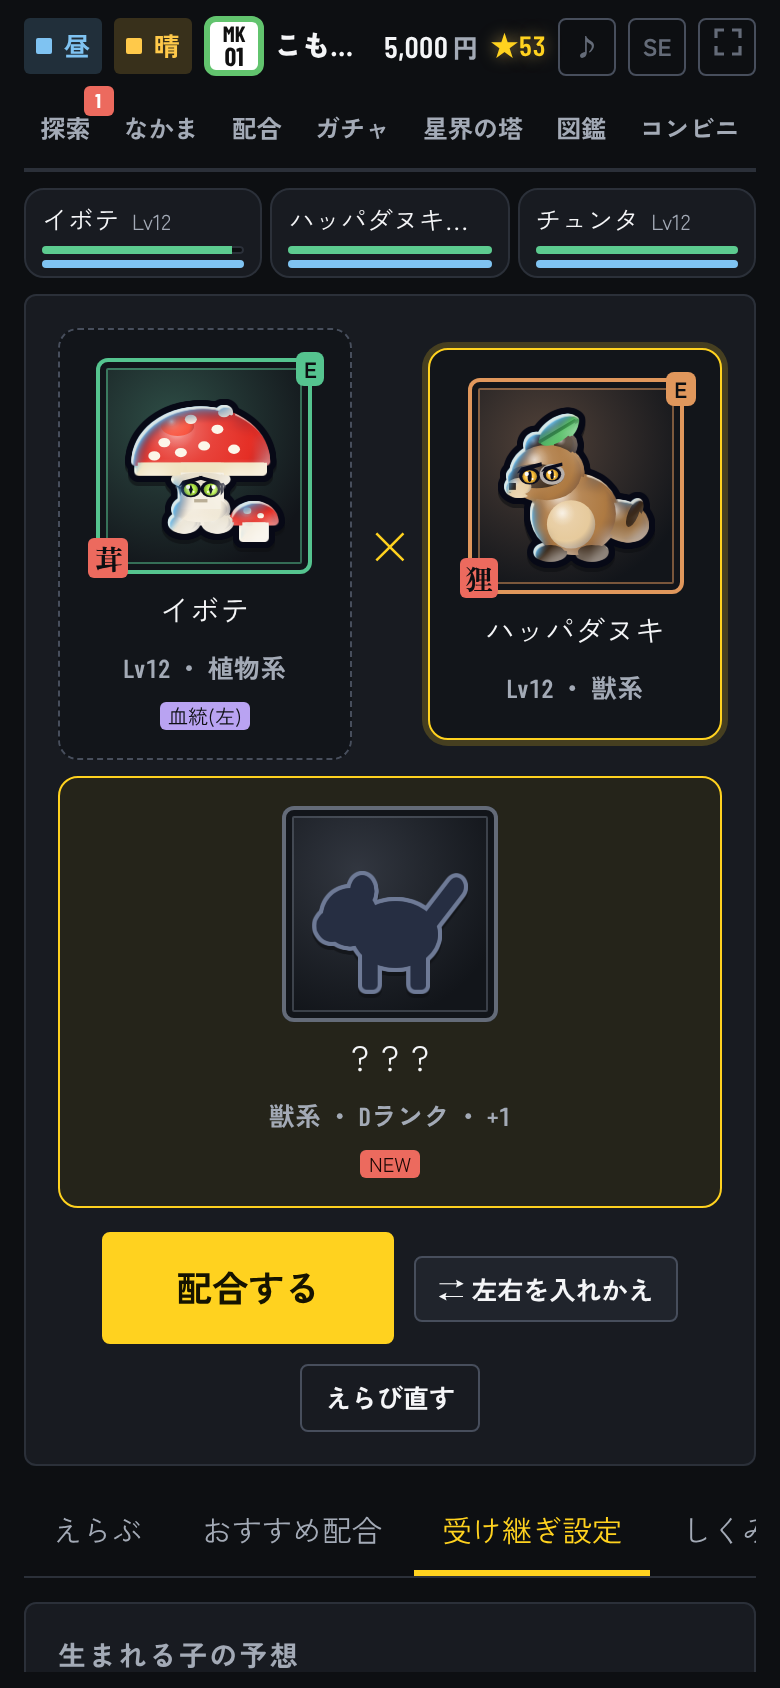 昼 晴 MK 01 こも… 5,000円 ★53 ♪ SE
1
探索 なかま 配合 ガチャ 星界の塔 図鑑 コンビニ
イボテ Lv12 ハッパダヌキ… チュンタ Lv12
E
茸
イボテ
Lv12 ・ 植物系
血統(左)
×
E
狸
ハッパダヌキ
Lv12 ・ 獣系
？？？
獣系 ・ Dランク ・ +1
NEW
配合する ⇄ 左右を入れかえ
えらび直す
えらぶ おすすめ配合 受け継ぎ設定 しくみ
生まれる子の予想